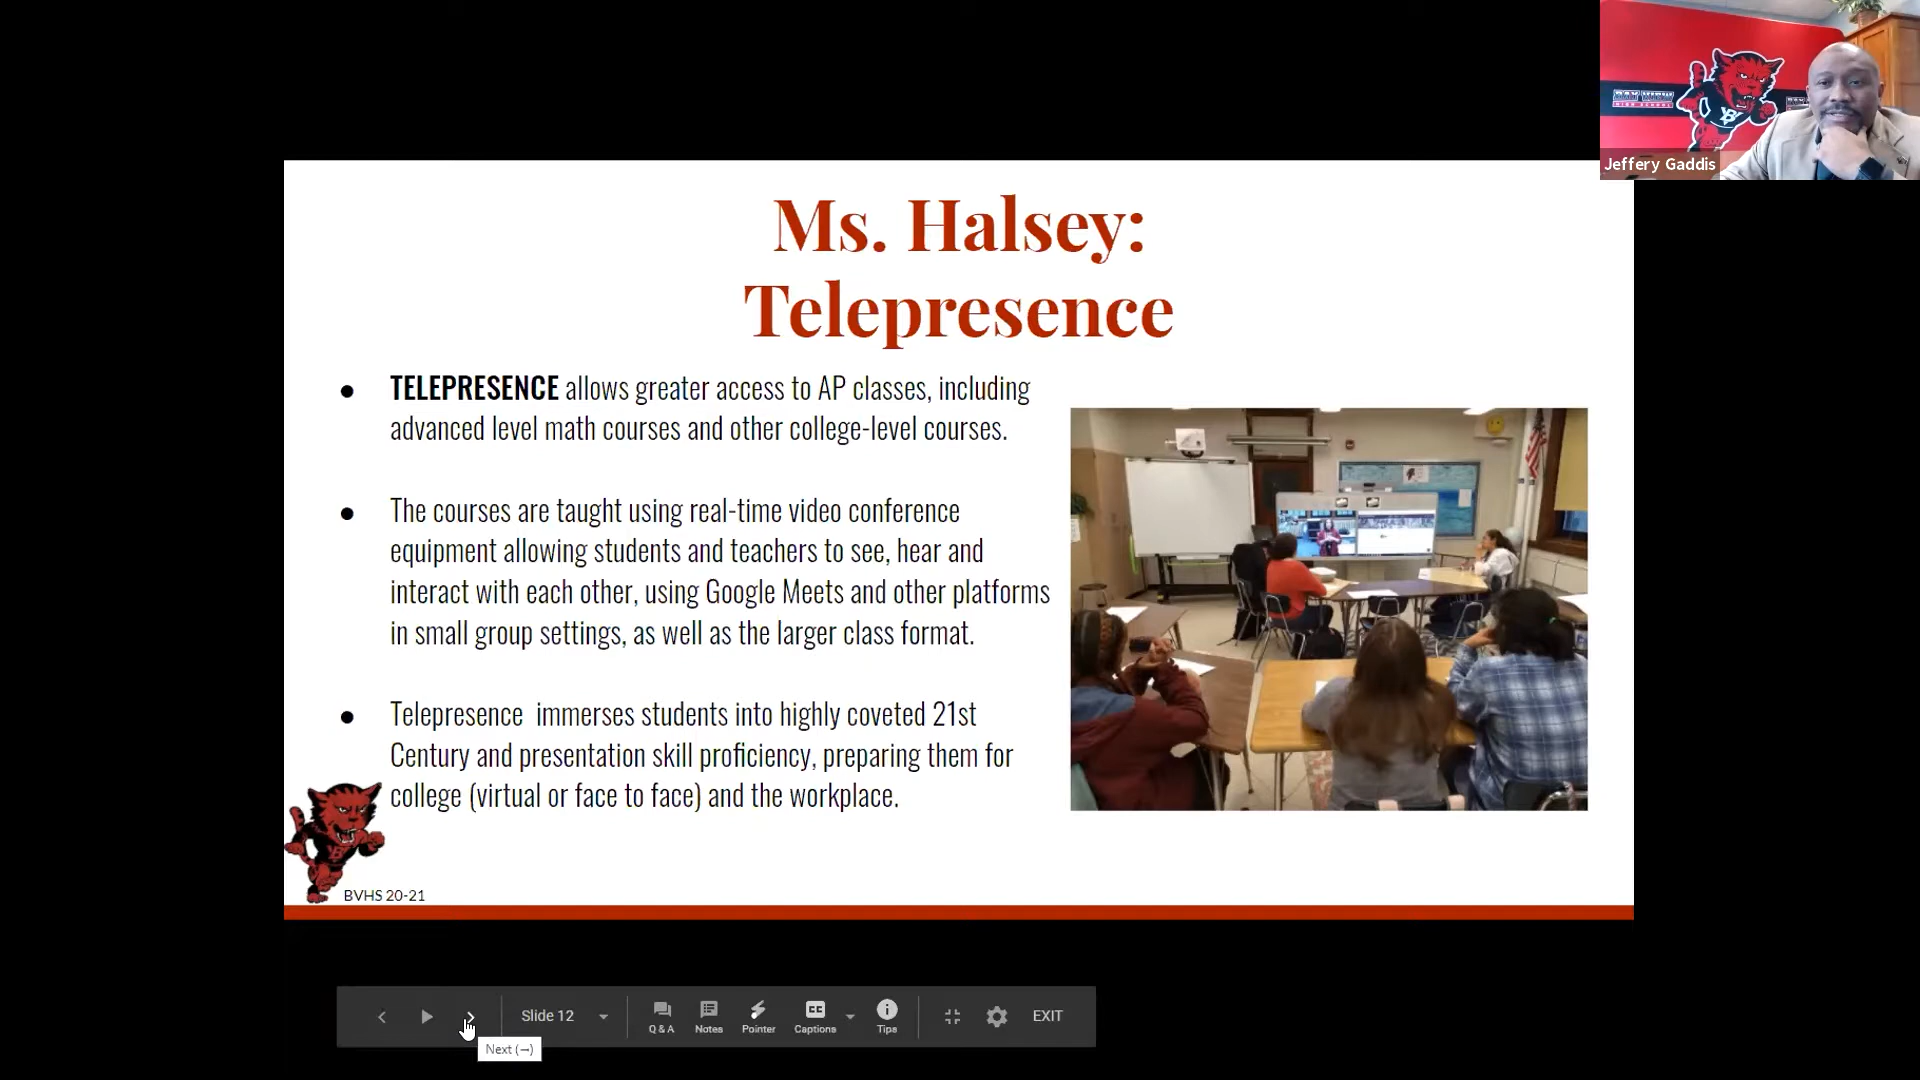 BAY VIEW
HIGH SCHOOL
Jeffery Gaddis
Ms. Halsey:
Telepresence
● TELEPRESENCE allows greater access to AP classes, including
advanced level math courses and other college-level courses.
● The courses are taught using real-time video conference
equipment allowing students and teachers to see, hear and
interact with each other, using Google Meets and other platforms
in small group settings, as well as the larger class format.
● Telepresence immerses students into highly coveted 21st
Century and presentation skill proficiency, preparing them for
college (virtual or face to face) and the workplace.
BVHS 20-21
Slide 12
Q & A
Notes
Pointer
CC
Captions
Tips
EXIT
Next (→)